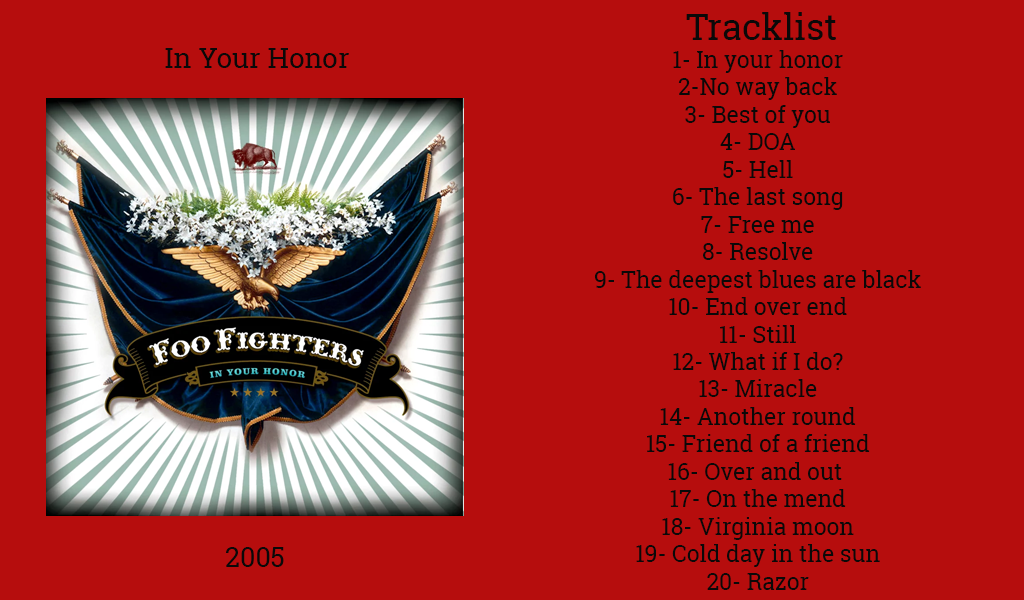 In Your Honor
FOO FIGHTERS
IN YOUR HONOR
2005
Tracklist
1- In your honor
2-No way back
3- Best of you
4- DOA
5- Hell
6- The last song
7- Free me
8- Resolve
9- The deepest blues are black
10- End over end
11- Still
12- What if I do?
13- Miracle
14- Another round
15- Friend of a friend
16- Over and out
17- On the mend
18- Virginia moon
19- Cold day in the sun
20- Razor